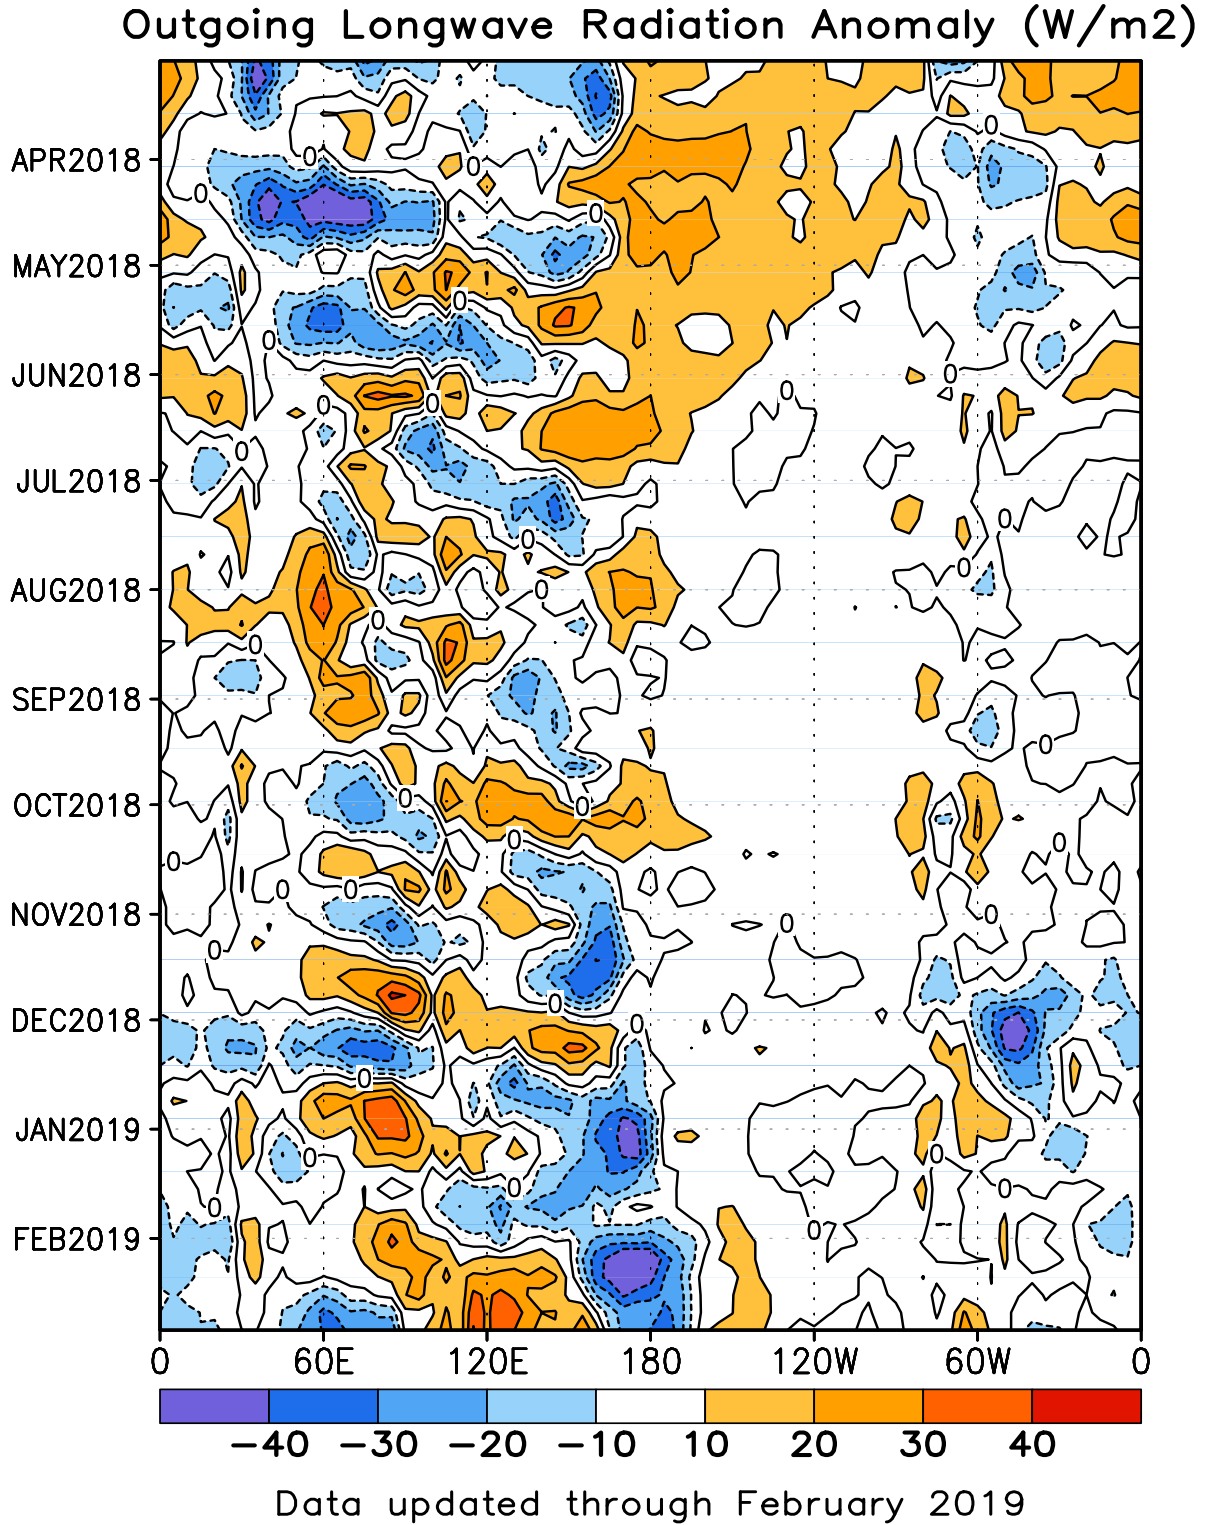 Outgoing Longwave Radiation Anomaly (W/m2)
APR2018
MAY2018
JUN2018
JUL2018
AUG2018
SEP2018
OCT2018
NOV2018
DEC2018
JAN2019
FEB2019
0 60E 120E 180 120W 60W 0
−40 −30 −20 −10 10 20 30 40
Data updated through February 2019